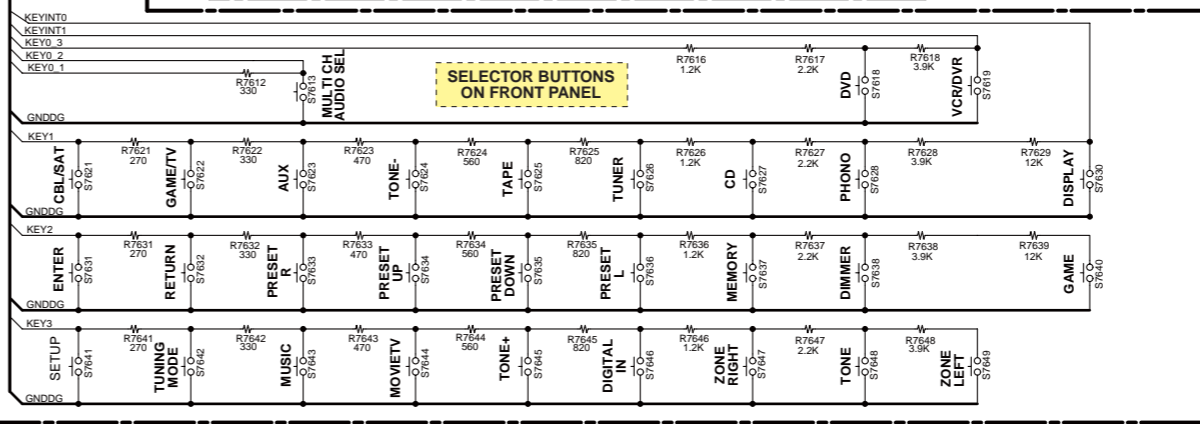 KEYINT0
KEYINT1
KEY0_3
KEY0_2
KEY0_1
R7612
330
S7613
MULTI CH
AUDIO SEL
SELECTOR BUTTONS
ON FRONT PANEL
R7616
1.2K
R7617
2.2K
DVD
S7618
R7618
3.9K
VCR/DVR
S7619
GNDDG
KEY1
CBL/SAT
S7621
R7621
270
GAME/TV
S7622
R7622
330
AUX
S7623
R7623
470
TONE-
S7624
R7624
560
TAPE
S7625
R7625
820
TUNER
S7626
R7626
1.2K
CD
S7627
R7627
2.2K
PHONO
S7628
R7628
3.9K
R7629
12K
DISPLAY
S7630
GNDDG
KEY2
ENTER
S7631
R7631
270
RETURN
S7632
R7632
330
PRESET
R
S7633
R7633
470
PRESET
UP
S7634
R7634
560
PRESET
DOWN
S7635
R7635
820
PRESET
L
S7636
R7636
1.2K
MEMORY
S7637
R7637
2.2K
DIMMER
S7638
R7638
3.9K
R7639
12K
GAME
S7640
GNDDG
KEY3
SETUP
S7641
R7641
270
TUNING
MODE
S7642
R7642
330
MUSIC
S7643
R7643
470
MOVIETV
S7644
R7644
560
TONE+
S7645
R7645
820
DIGITAL
IN
S7646
R7646
1.2K
ZONE
RIGHT
S7647
R7647
2.2K
TONE
S7648
R7648
3.9K
ZONE
LEFT
S7649
GNDDG